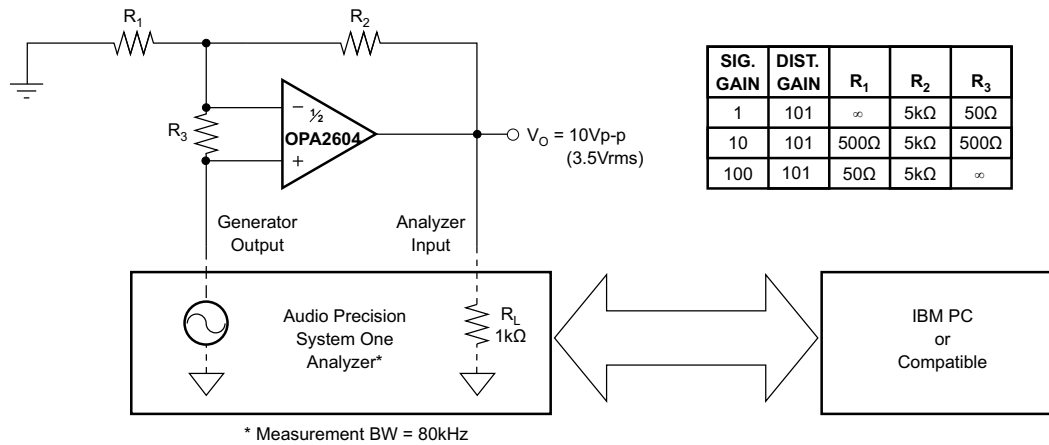 R1
R2
R3
−
½
OPA2604
+
VO = 10Vp-p
(3.5Vrms)
Generator
Output
Analyzer
Input
Audio Precision
System One
Analyzer*
RL
1kΩ
IBM PC
or
Compatible
* Measurement BW = 80kHz
SIG. GAIN DIST. GAIN R1 R2 R3
1 101 ∞ 5kΩ 50Ω
10 101 500Ω 5kΩ 500Ω
100 101 50Ω 5kΩ ∞